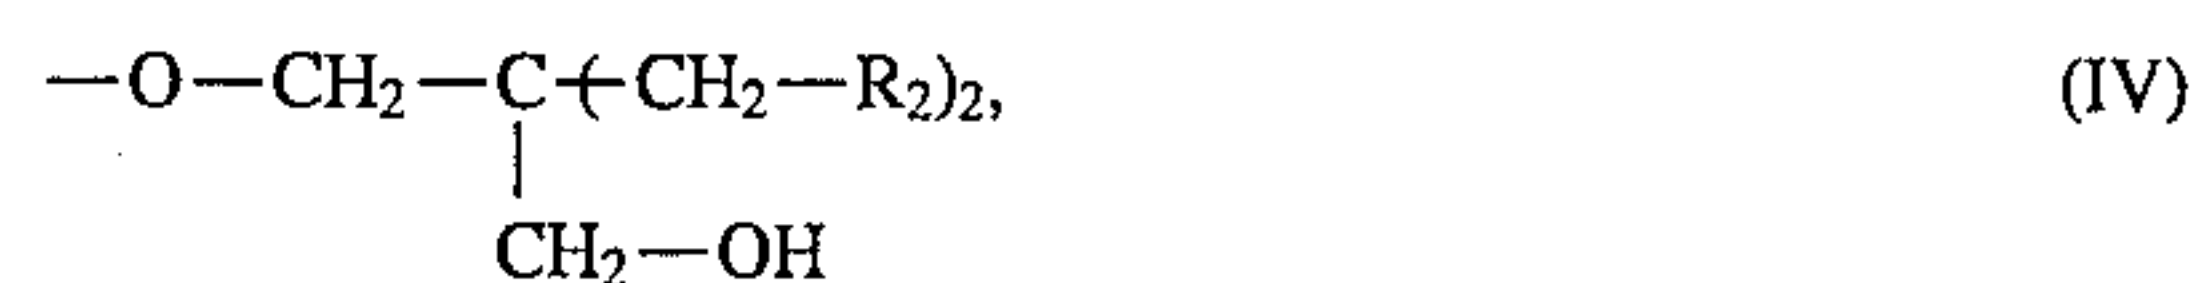 —O—CH₂—C-(-CH₂—R₂)₂, (IV)
CH₂—OH